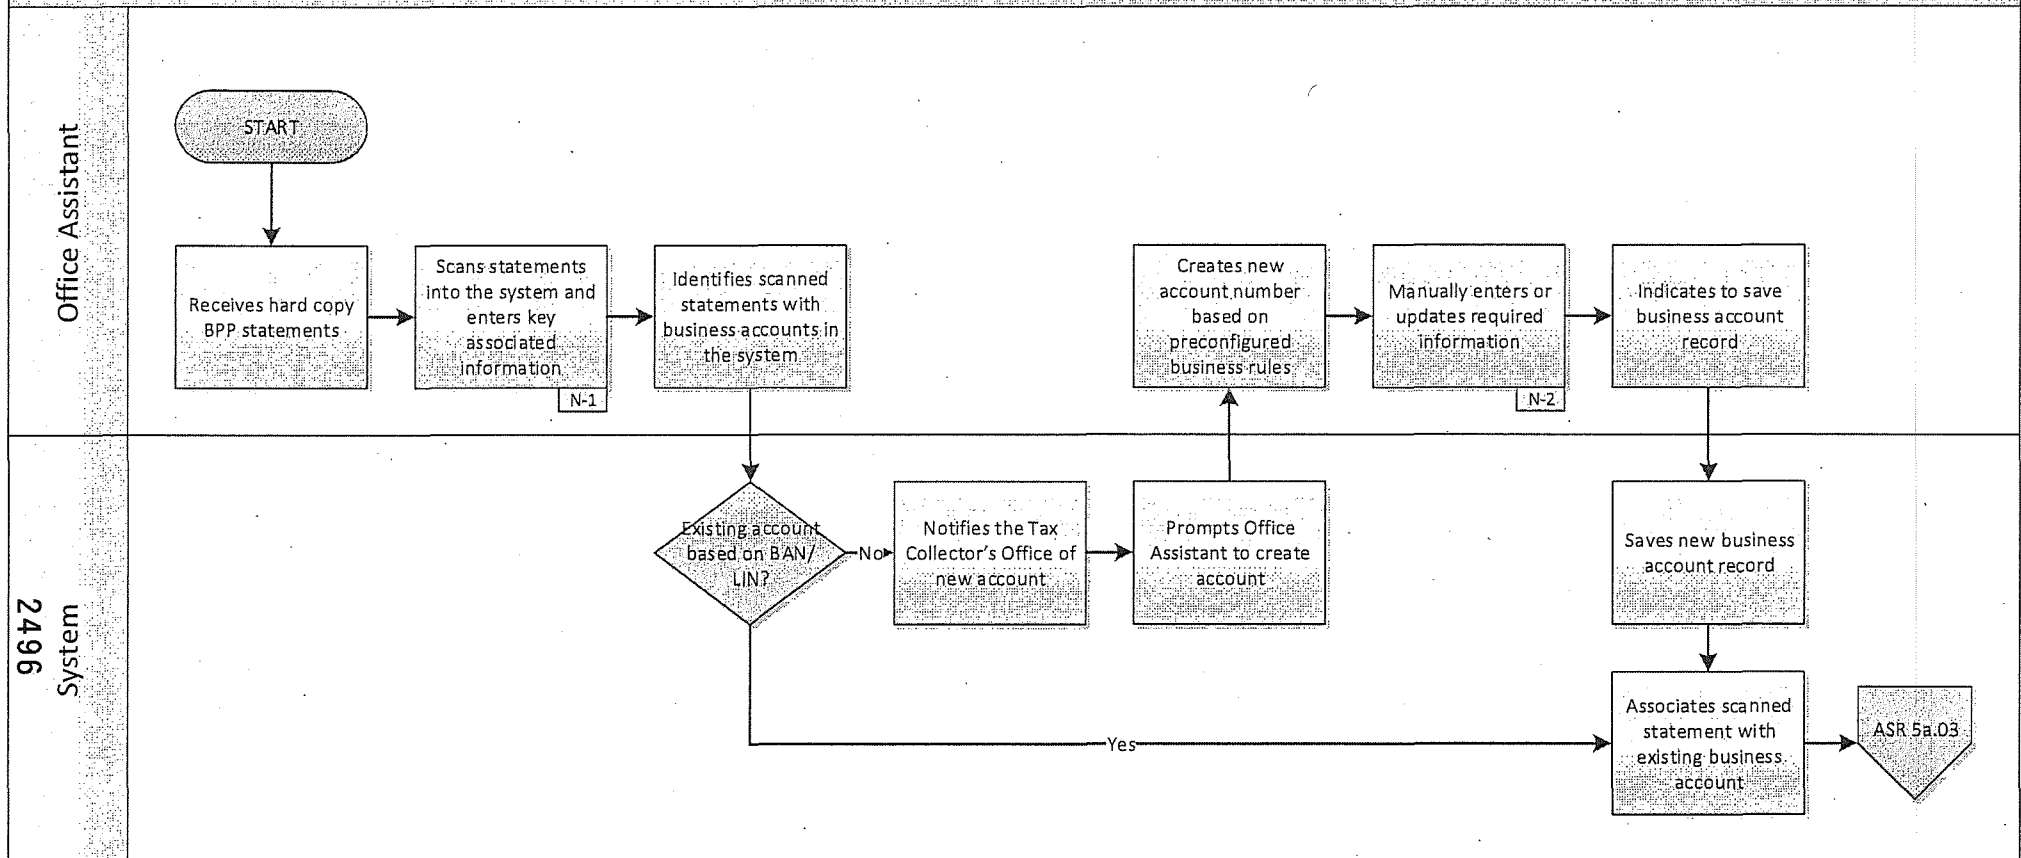 Office Assistant
START
Receives hard copy
BPP statements
Scans statements
into the system and
enters key
associated
information
N-1
Identifies scanned
statements with
business accounts in
the system
Creates new
account number
based on
preconfigured
business rules
Manually enters or
updates required
information
N-2
Indicates to save
business account
record
System
2496
Existing account
based on BAN/
LIN?
No
Notifies the Tax
Collector's Office of
new account
Prompts Office
Assistant to create
account
Saves new business
account record
Yes
Associates scanned
statement with
existing business
account
ASR 5a.03